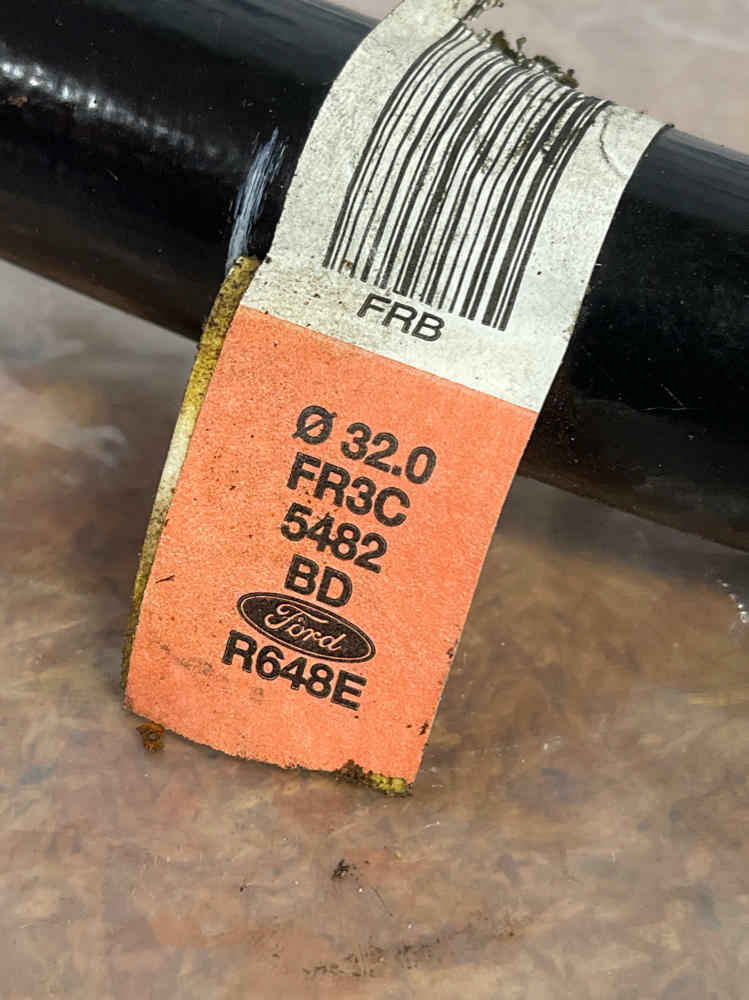 FRB
Ø 32.0
FR3C
5482
BD
Ford
R648E